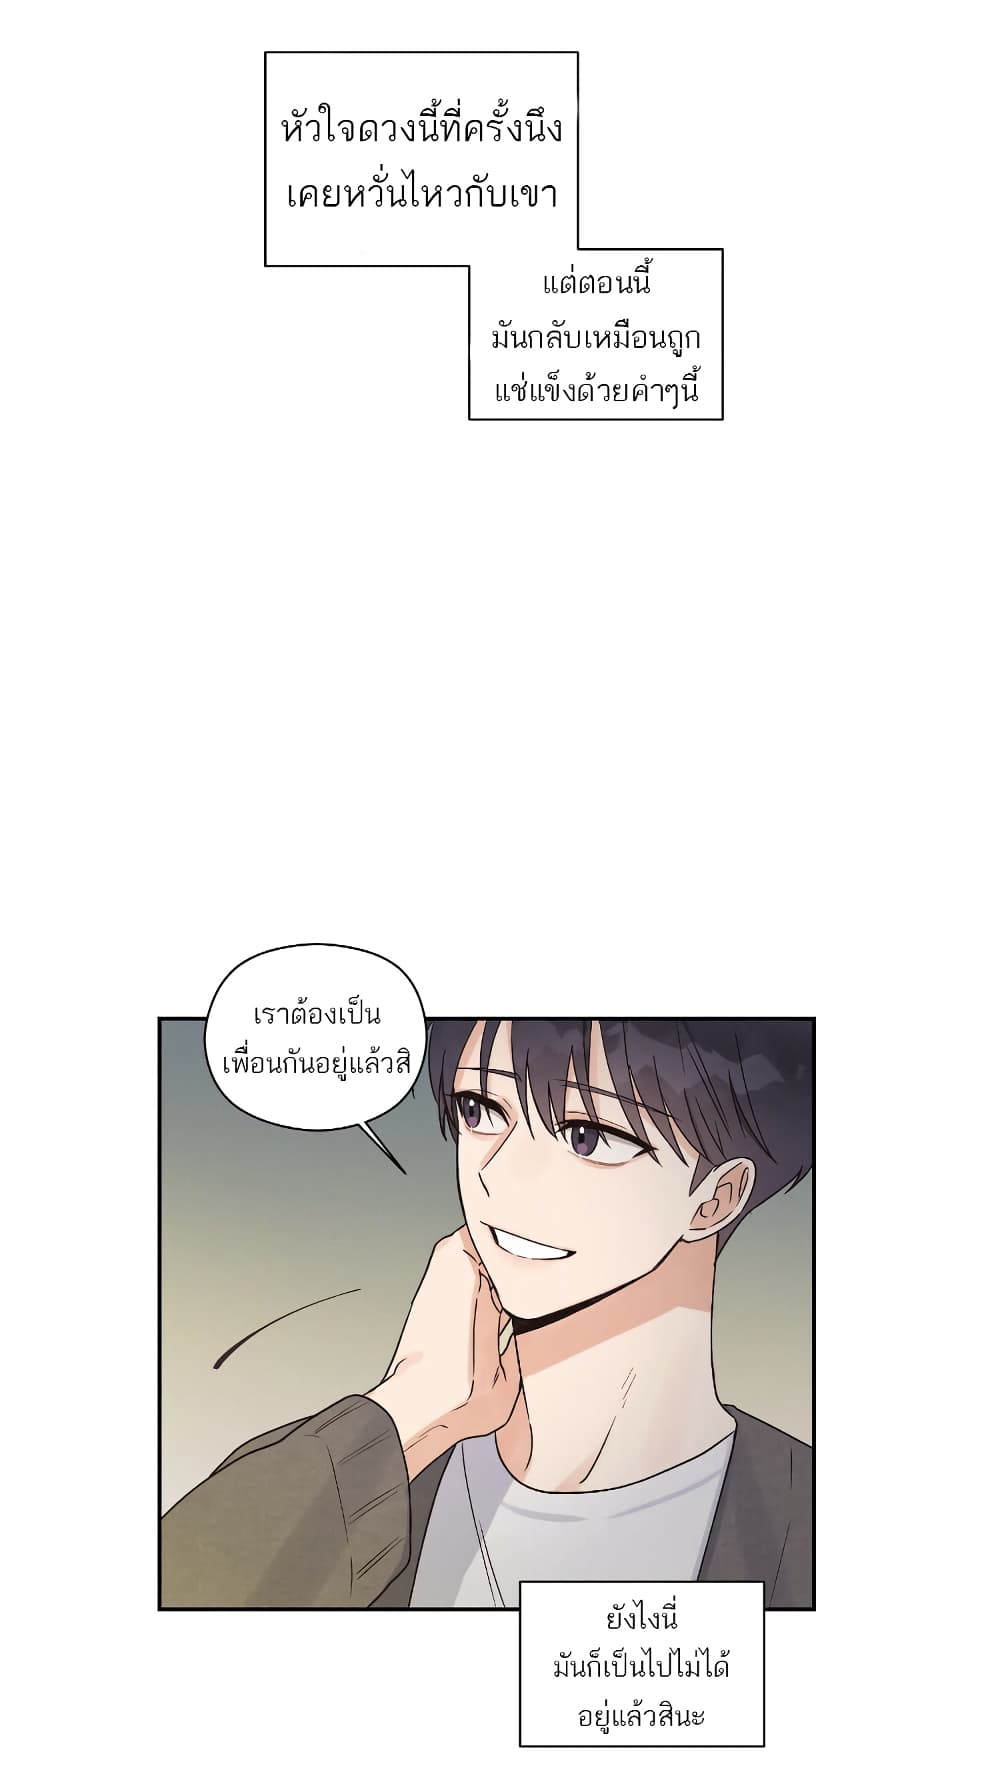 หัวใจดวงนี้ที่ครั้งนึง
เคยหวั่นไหวกับเขา
แต่ตอนนี้
มันกลับเหมือนถูก
แช่แข็งด้วยคำๆนี้
เราต้องเป็น
เพื่อนกันอยู่แล้วสิ
ยังไงนี่
มันก็เป็นไปไม่ได้
อยู่แล้วสินะ